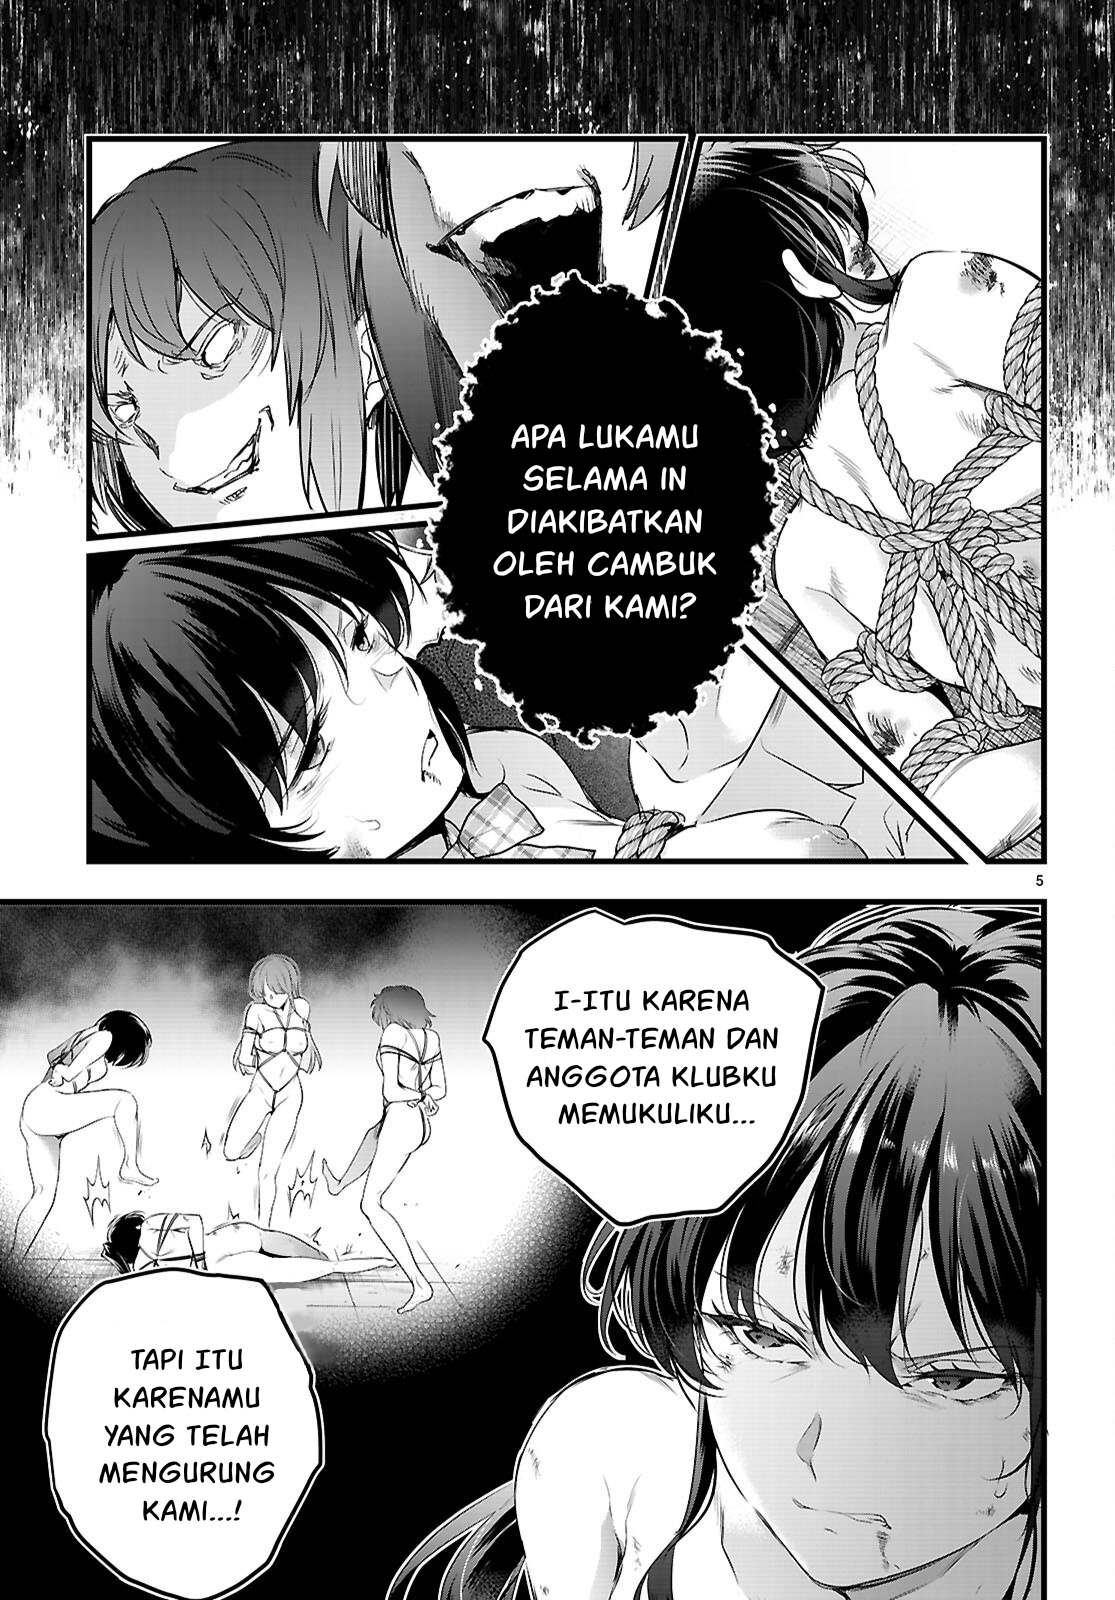 APA LUKAMU
SELAMA IN
DIAKIBATKAN
OLEH CAMBUK
DARI KAMI?
5
I-ITU KARENA
TEMAN-TEMAN DAN
ANGGOTA KLUBKU
MEMUKULIKU...
TAPI ITU
KARENAMU
YANG TELAH
MENGURUNG
KAMI...!